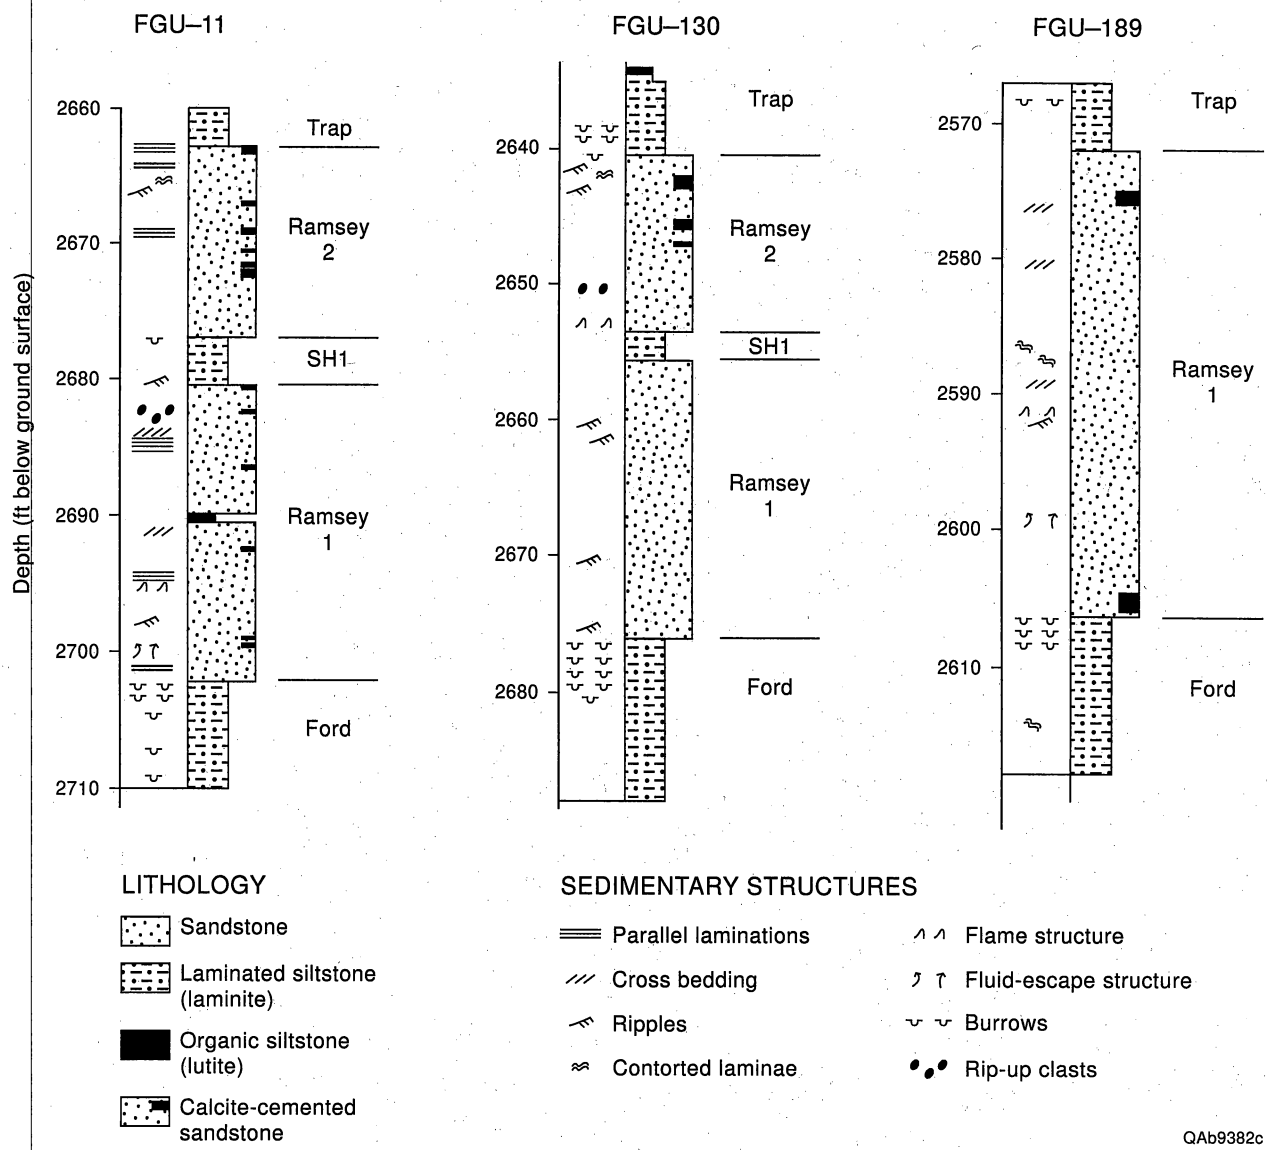 FGU–11
FGU–130
FGU–189
Depth (ft below ground surface)
2660
2670
2680
2690
2700
2710
Trap
Ramsey
2
SH1
Ramsey
1
Ford
2640
2650
2660
2670
2680
Trap
Ramsey
2
SH1
Ramsey
1
Ford
2570
2580
2590
2600
2610
Trap
Ramsey
1
Ford
LITHOLOGY
Sandstone
Laminated siltstone
(laminite)
Organic siltstone
(lutite)
Calcite-cemented
sandstone
SEDIMENTARY STRUCTURES
Parallel laminations
Cross bedding
Ripples
Contorted laminae
Flame structure
Fluid-escape structure
Burrows
Rip-up clasts
QAb9382c